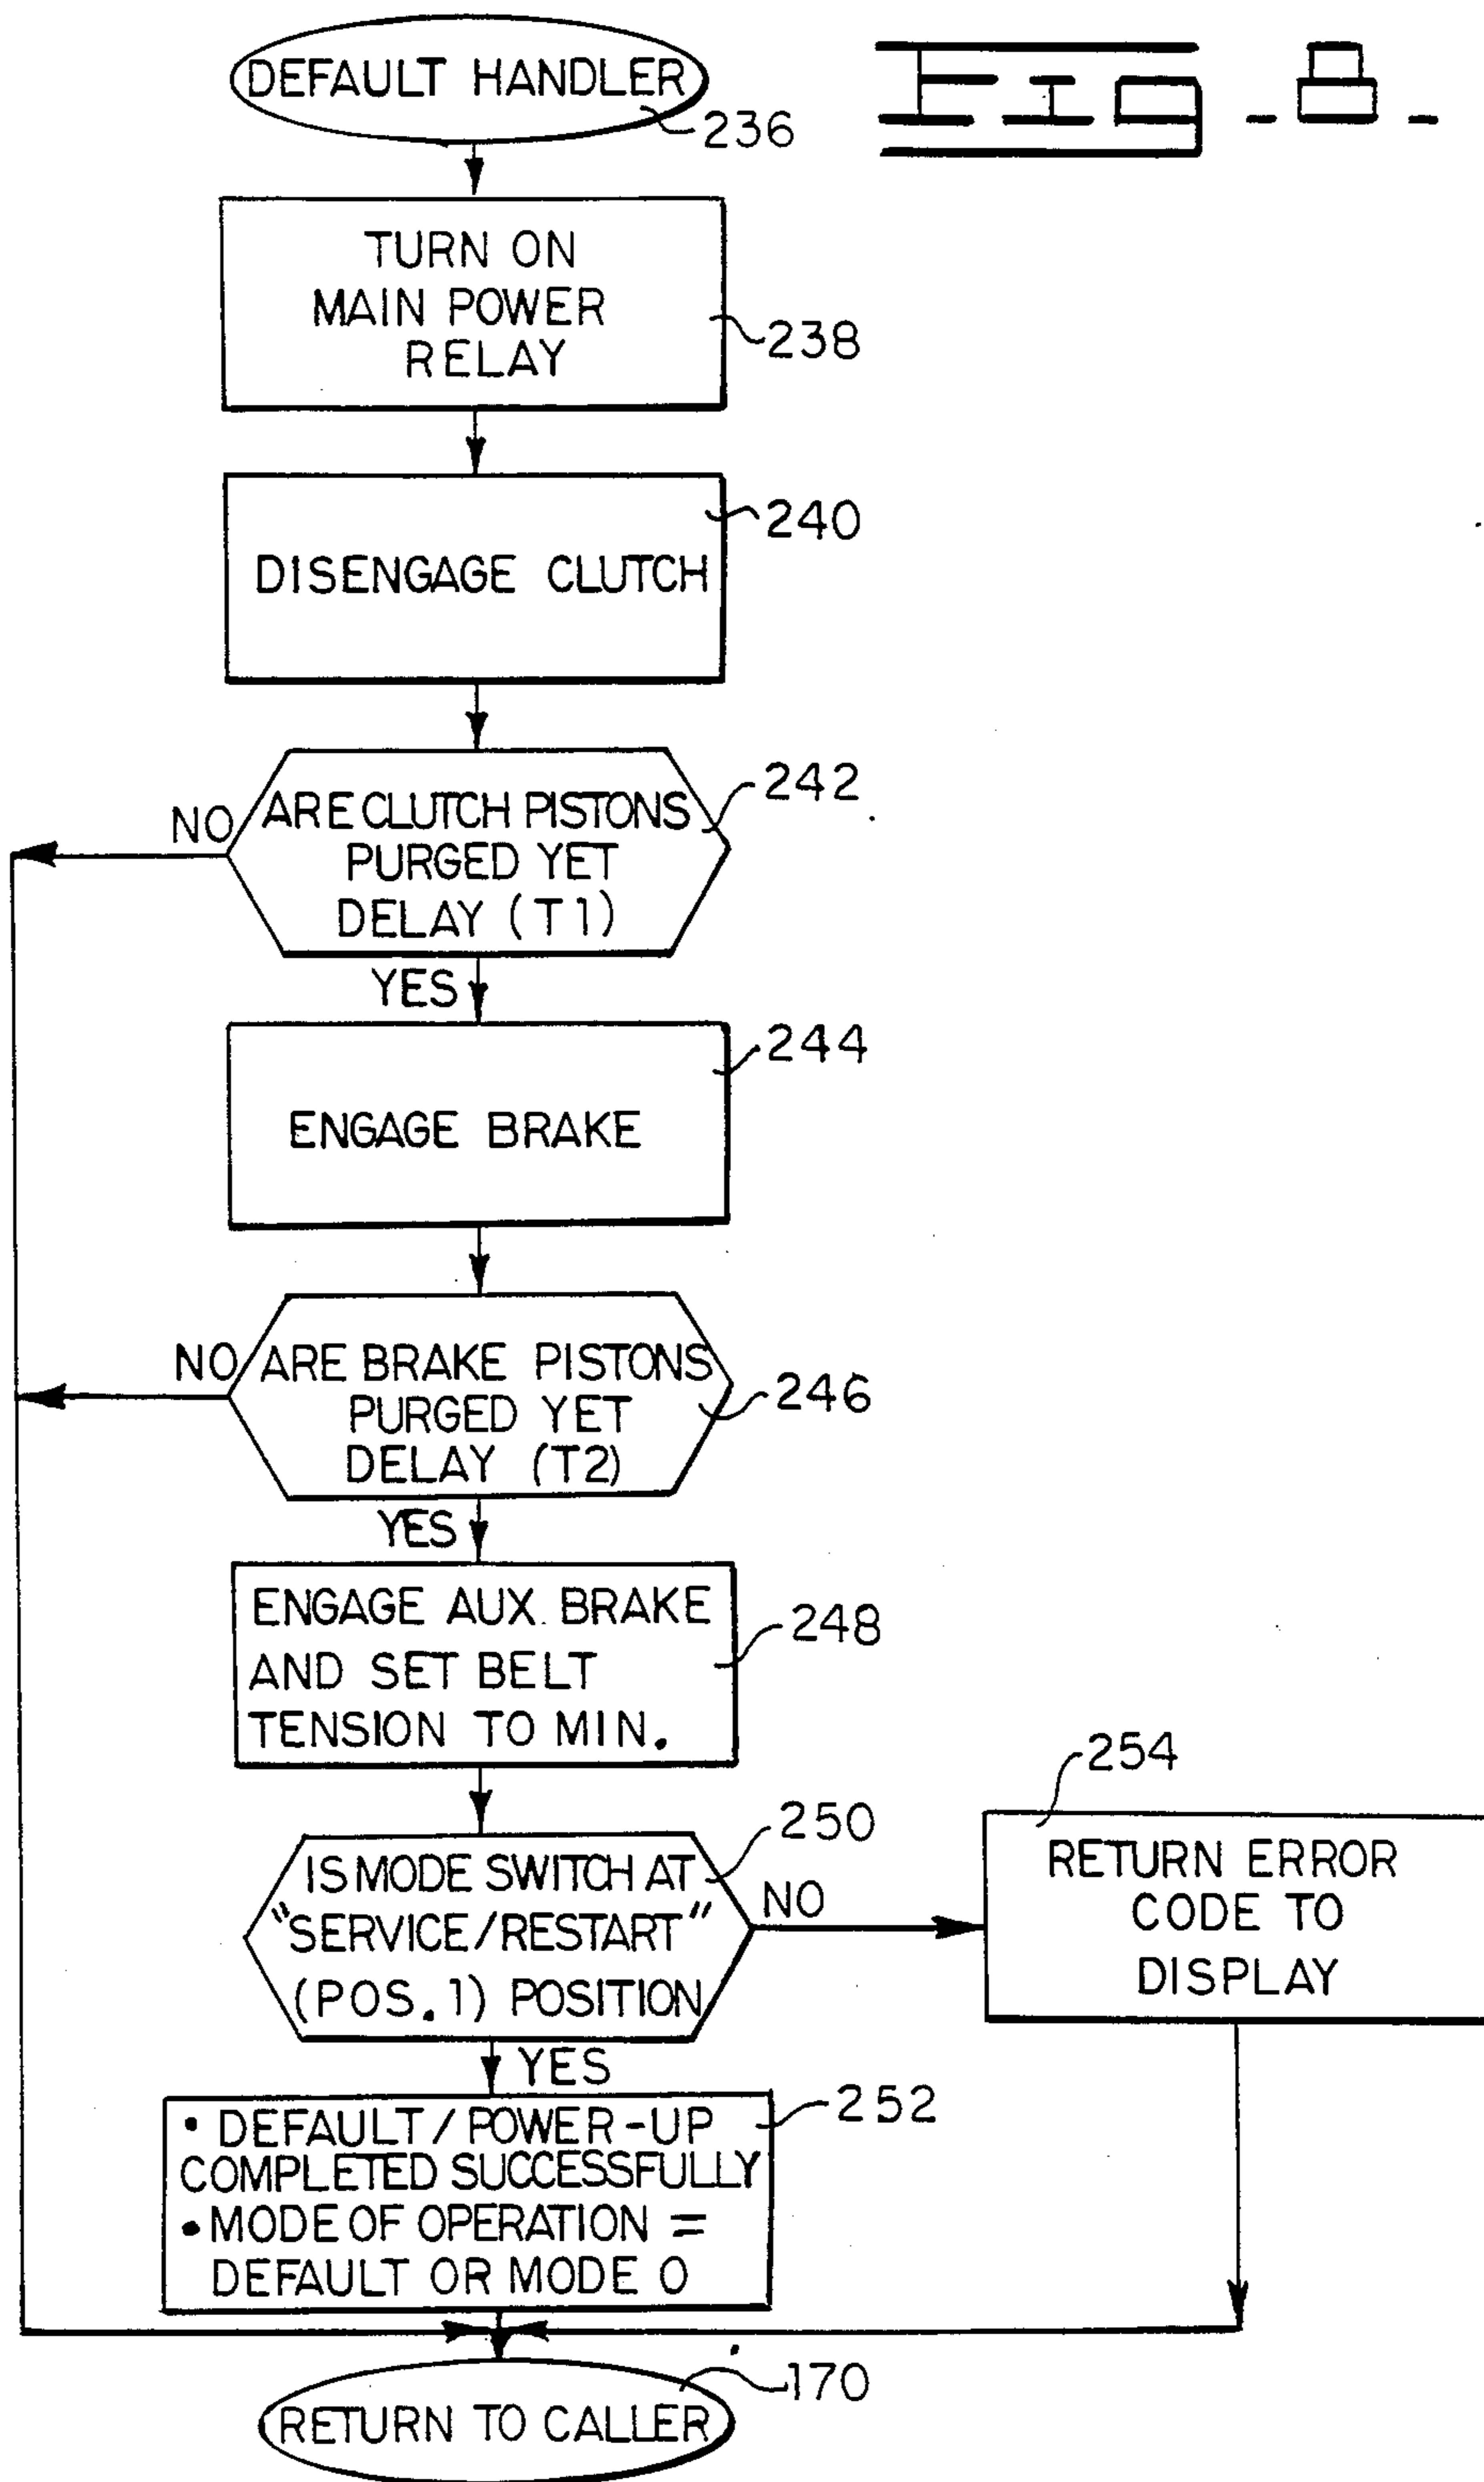 DEFAULT HANDLER
236
FIG_8_
TURN ON
MAIN POWER
RELAY
238
240
DISENGAGE CLUTCH
242
NO
ARE CLUTCH PISTONS
PURGED YET
DELAY (T1)
YES
244
ENGAGE BRAKE
NO
ARE BRAKE PISTONS
PURGED YET
DELAY (T2)
246
YES
ENGAGE AUX. BRAKE
AND SET BELT
TENSION TO MIN.
248
250
IS MODE SWITCH AT
"SERVICE/RESTART"
(POS.1) POSITION
NO
254
RETURN ERROR
CODE TO
DISPLAY
YES
252
• DEFAULT/POWER-UP
COMPLETED SUCCESSFULLY
• MODE OF OPERATION =
DEFAULT OR MODE 0
170
RETURN TO CALLER